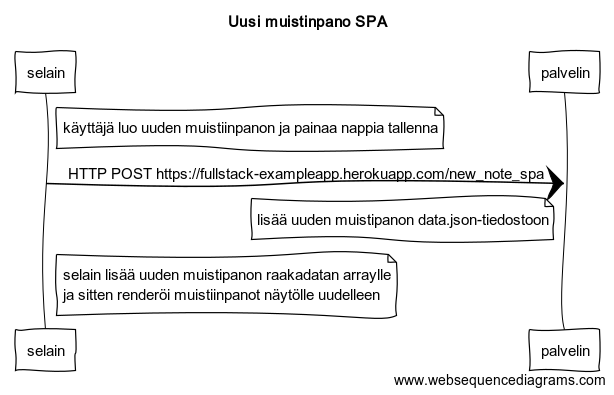 Uusi muistinpano SPA
selain
palvelin
käyttäjä luo uuden muistiinpanon ja painaa nappia tallenna
HTTP POST https://fullstack-exampleapp.herokuapp.com/new_note_spa
lisää uuden muistipanon data.json-tiedostoon
selain lisää uuden muistipanon raakadatan arraylle
ja sitten renderöi muistiinpanot näytölle uudelleen
selain
palvelin
www.websequencediagrams.com